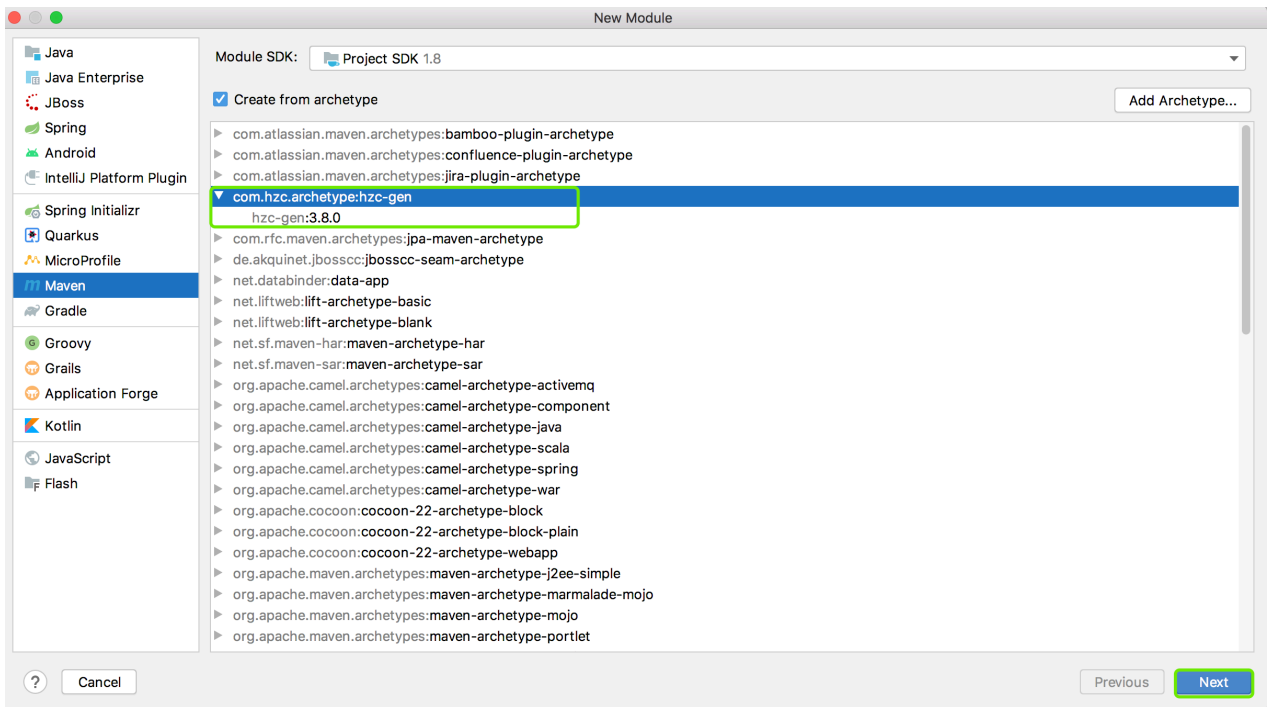 New Module
Java
Java Enterprise
JBoss
Spring
Android
IntelliJ Platform Plugin
Spring Initializr
Quarkus
MicroProfile
m Maven
Gradle
G Groovy
Grails
Application Forge
Kotlin
JavaScript
F Flash
Module SDK: Project SDK 1.8
Create from archetype
Add Archetype...
com.atlassian.maven.archetypes:bamboo-plugin-archetype
com.atlassian.maven.archetypes:confluence-plugin-archetype
com.atlassian.maven.archetypes:jira-plugin-archetype
com.hzc.archetype:hzc-gen
hzc-gen:3.8.0
com.rfc.maven.archetypes:jpa-maven-archetype
de.akquinet.jbosscc:jbosscc-seam-archetype
net.databinder:data-app
net.liftweb:lift-archetype-basic
net.liftweb:lift-archetype-blank
net.sf.maven-har:maven-archetype-har
net.sf.maven-sar:maven-archetype-sar
org.apache.camel.archetypes:camel-archetype-activemq
org.apache.camel.archetypes:camel-archetype-component
org.apache.camel.archetypes:camel-archetype-java
org.apache.camel.archetypes:camel-archetype-scala
org.apache.camel.archetypes:camel-archetype-spring
org.apache.camel.archetypes:camel-archetype-war
org.apache.cocoon:cocoon-22-archetype-block
org.apache.cocoon:cocoon-22-archetype-block-plain
org.apache.cocoon:cocoon-22-archetype-webapp
org.apache.maven.archetypes:maven-archetype-j2ee-simple
org.apache.maven.archetypes:maven-archetype-marmalade-mojo
org.apache.maven.archetypes:maven-archetype-mojo
org.apache.maven.archetypes:maven-archetype-portlet
? Cancel
Previous
Next